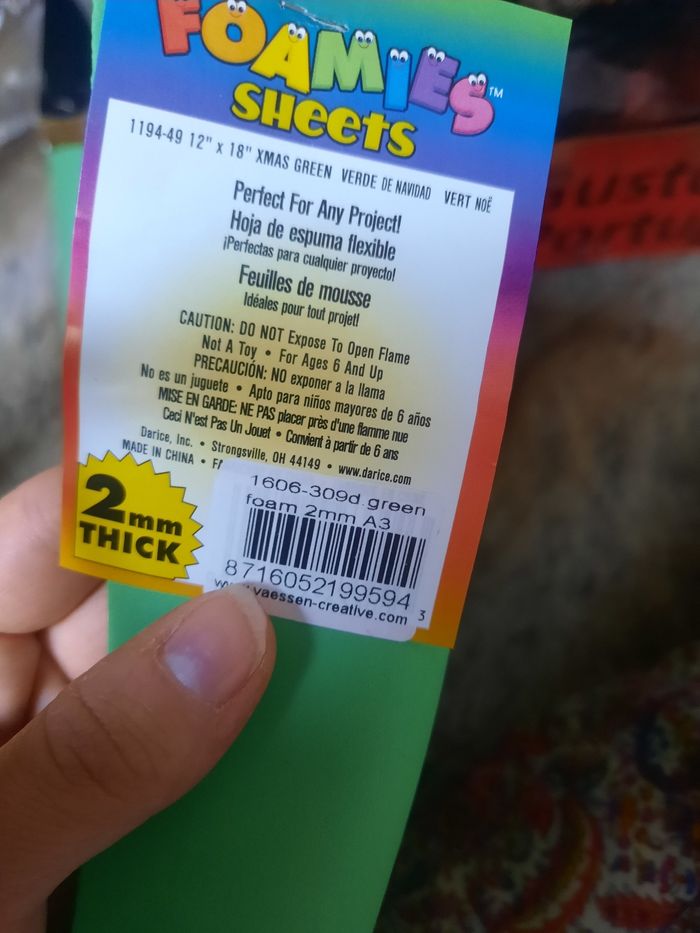 FOAMIES™
SHeets
1194-49 12" x 18" XMAS GREEN VERDE DE NAVIDAD VERT NOË
Perfect For Any Project!
Hoja de espuma flexible
¡Perfectas para cualquier proyecto!
Feuilles de mousse
Idéales pour tout projet!
CAUTION: DO NOT Expose To Open Flame
Not A Toy • For Ages 6 And Up
PRECAUCIÓN: NO exponer a la llama
No es un juguete • Apto para niños mayores de 6 años
MISE EN GARDE: NE PAS placer près d'une flamme nue
Ceci N'est Pas Un Jouet • Convient à partir de 6 ans
Darice, Inc. • Strongsville, OH 44149 • www.darice.com
MADE IN CHINA •
2mm
THICK
1606-309d green
foam 2mm A3
8716052199594
www.vaessen-creative.com 3